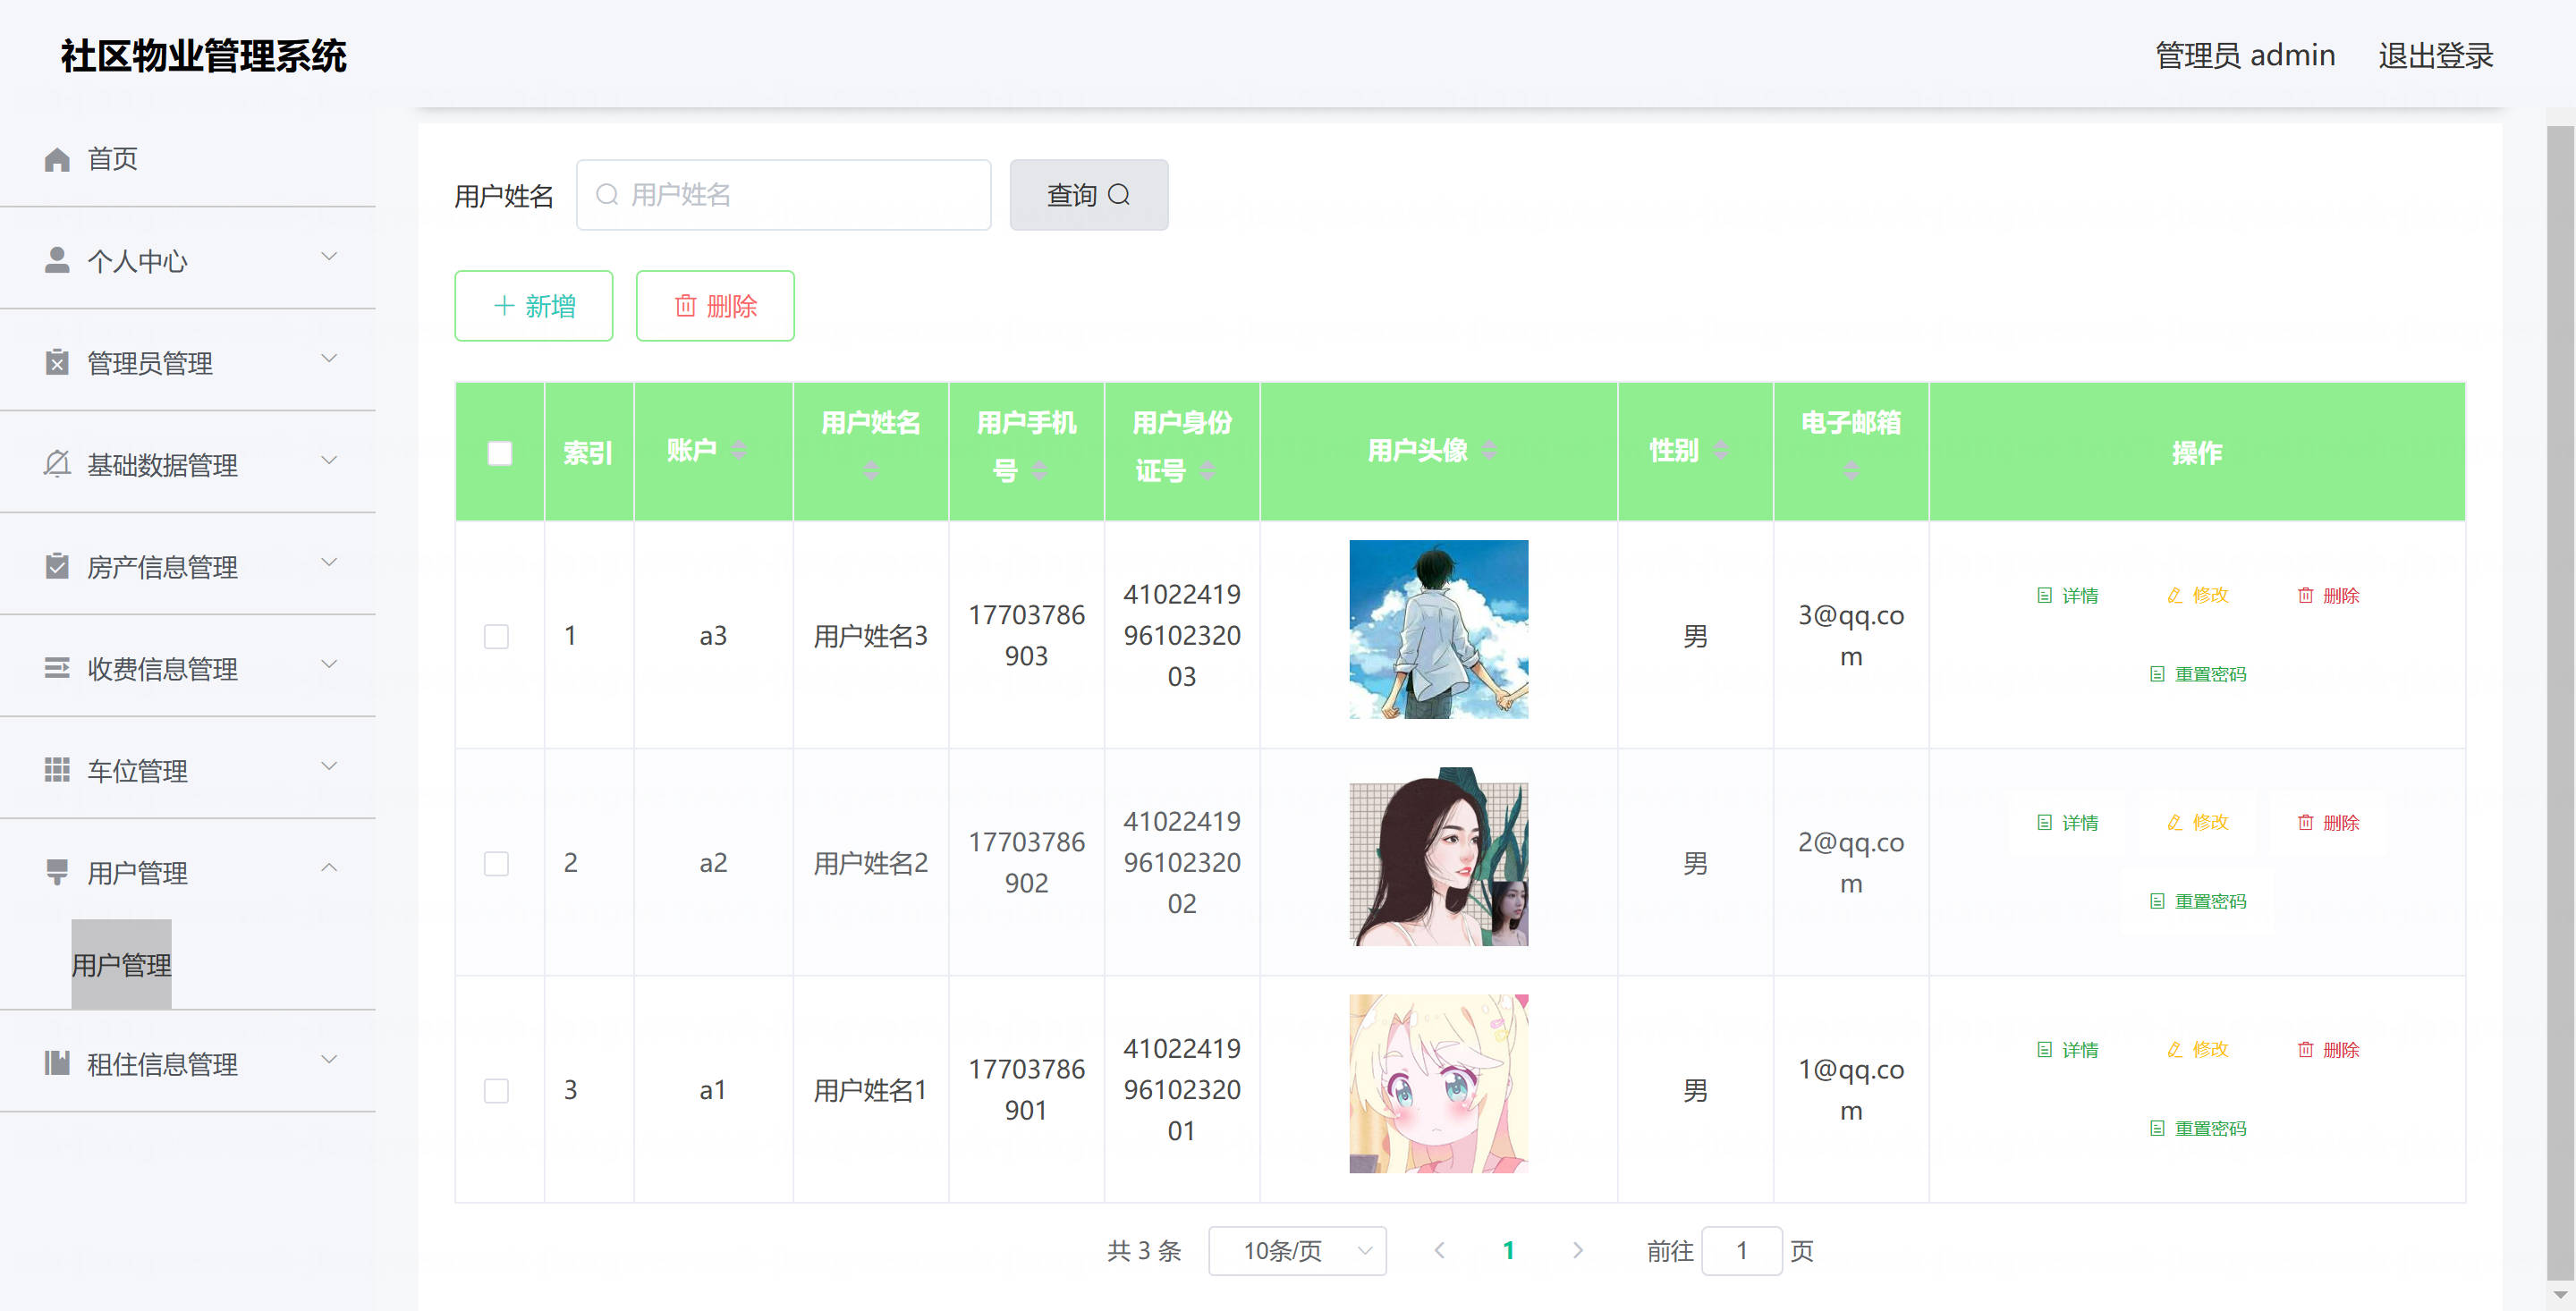 社区物业管理系统
管理员 admin 退出登录
首页
个人中心
管理员管理
基础数据管理
房产信息管理
收费信息管理
车位管理
用户管理
用户管理
租住信息管理
用户姓名 用户姓名 查询
新增 删除
索引 账户 用户姓名 用户手机号 用户身份证号 用户头像 性别 电子邮箱 操作
1 a3 用户姓名3 17703786903 410224199610232003 男 3@qq.com 详情 修改 删除
重置密码
2 a2 用户姓名2 17703786902 410224199610232002 男 2@qq.com 详情 修改 删除
重置密码
3 a1 用户姓名1 17703786901 410224199610232001 男 1@qq.com 详情 修改 删除
重置密码
共 3 条 10条/页 1 前往 1 页